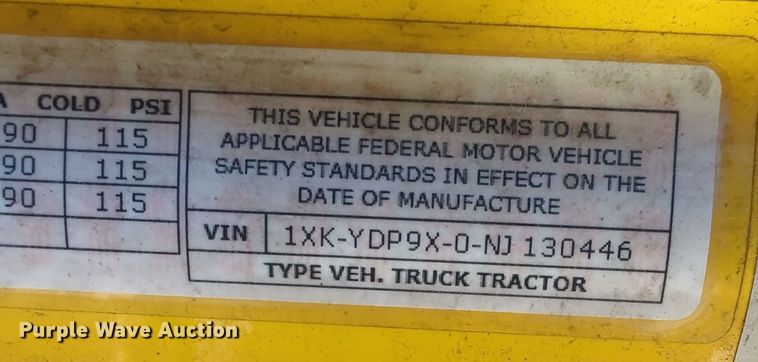 COLD PSI
90 115
90 115
90 115
THIS VEHICLE CONFORMS TO ALL
APPLICABLE FEDERAL MOTOR VEHICLE
SAFETY STANDARDS IN EFFECT ON THE
DATE OF MANUFACTURE
VIN 1XK-YDP9X-0-NJ 130446
TYPE VEH. TRUCK TRACTOR
Purple Wave Auction